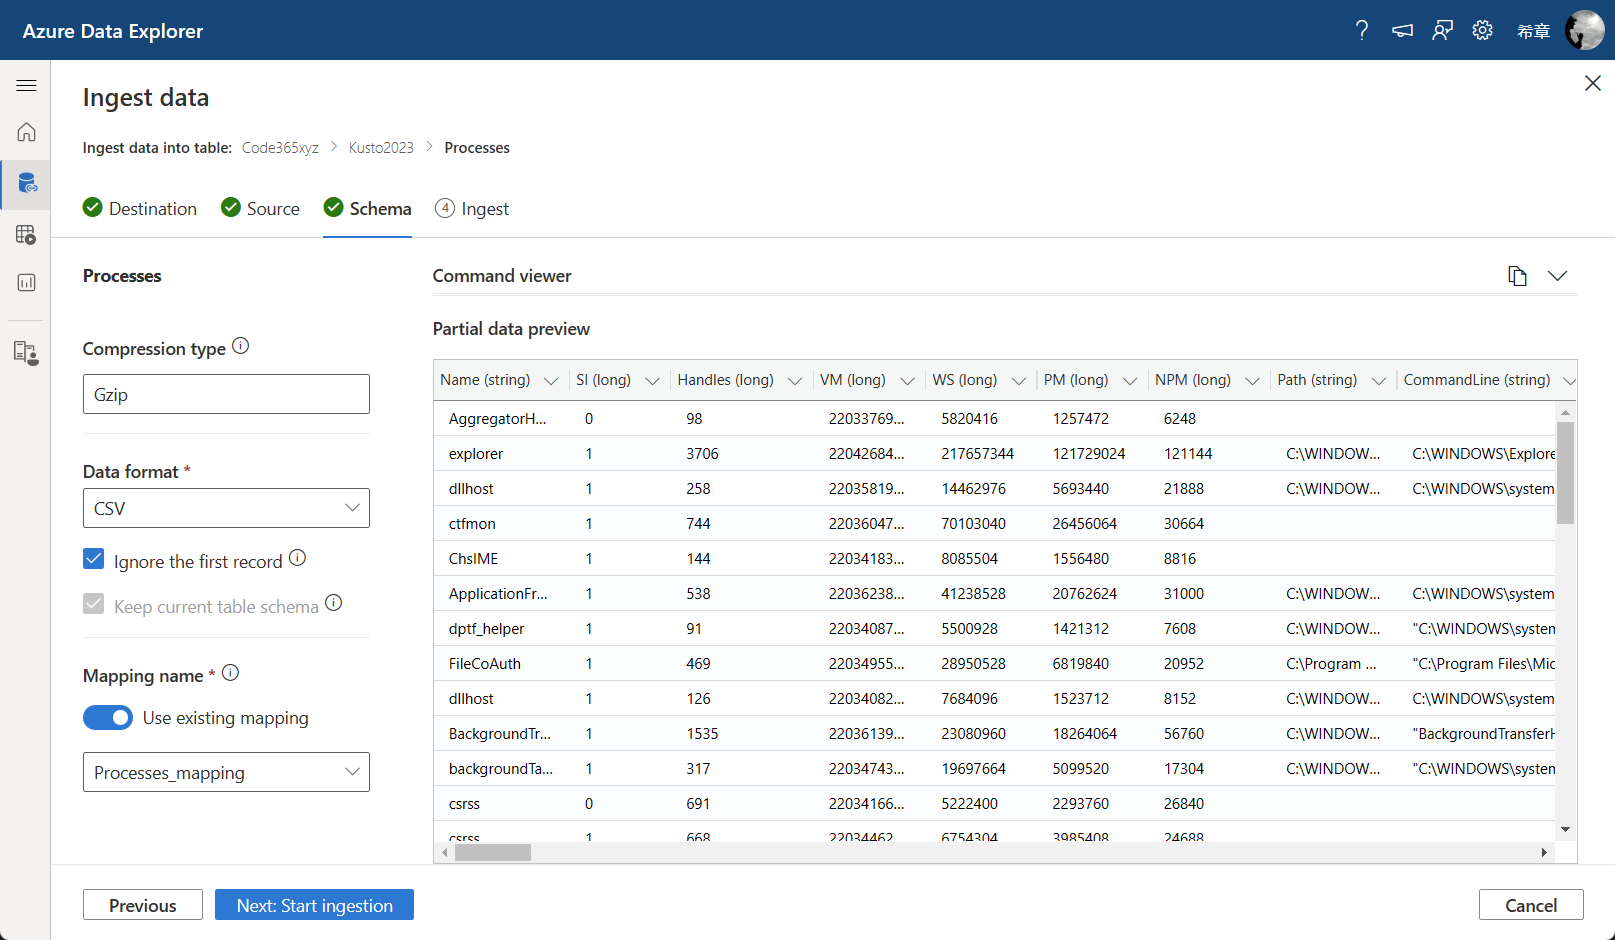 Azure Data Explorer
希章
Ingest data
Ingest data into table: Code365xyz > Kusto2023 > Processes
Destination Source Schema 4 Ingest
Processes
Command viewer
Partial data preview
Compression type
Gzip
Data format *
CSV
Ignore the first record
Keep current table schema
Mapping name *
Use existing mapping
Processes_mapping
Name (string) SI (long) Handles (long) VM (long) WS (long) PM (long) NPM (long) Path (string) CommandLine (string)
AggregatorH... 0 98 22033769... 5820416 1257472 6248
explorer 1 3706 22042684... 217657344 121729024 121144 C:\WINDOW... C:\WINDOWS\Explore
dllhost 1 258 22035819... 14462976 5693440 21888 C:\WINDOW... C:\WINDOWS\system
ctfmon 1 744 22036047... 70103040 26456064 30664
ChsIME 1 144 22034183... 8085504 1556480 8816
ApplicationFr... 1 538 22036238... 41238528 20762624 31000 C:\WINDOW... C:\WINDOWS\system
dptf_helper 1 91 22034087... 5500928 1421312 7608 C:\WINDOW... "C:\WINDOWS\system
FileCoAuth 1 469 22034955... 28950528 6819840 20952 C:\Program ... "C:\Program Files\Mic
dllhost 1 126 22034082... 7684096 1523712 8152 C:\WINDOW... C:\WINDOWS\system
BackgroundTr... 1 1535 22036139... 23080960 18264064 56760 C:\WINDOW... "BackgroundTransferH
backgroundTa... 1 317 22034743... 19697664 5099520 17304 C:\WINDOW... "C:\WINDOWS\system
csrss 0 691 22034166... 5222400 2293760 26840
csrss 1 668 22034462... 6754304 3985408 24688
Previous Next: Start ingestion Cancel